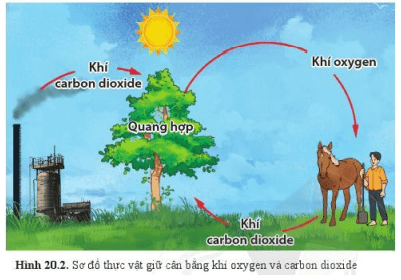 Khí
carbon dioxide
Khí oxygen
Quang hợp
Khí
carbon dioxide
Hình 20.2. Sơ đồ thực vật giữ cân bằng khí oxygen và carbon dioxide